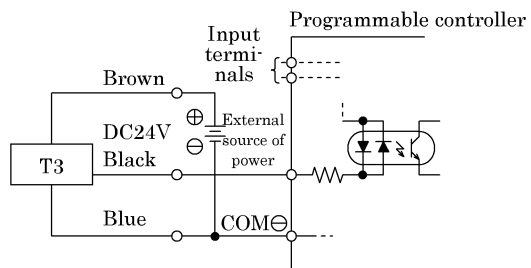 Programmable controller
Input
termi-
nals
Brown
DC24V
⊕
⊖
External
source of
power
T3
Black
Blue
COM⊖